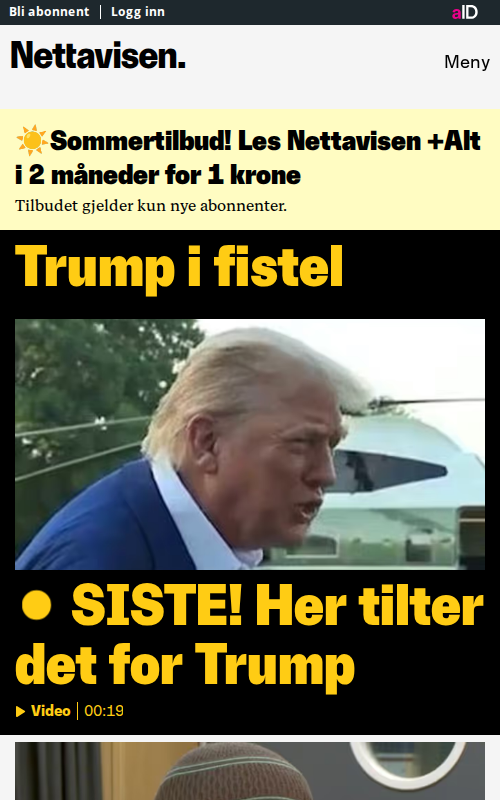 Bli abonnent
Logg inn
aID
Nettavisen.
Meny
Sommertilbud! Les Nettavisen +Alt
i 2 måneder for 1 krone
Tilbudet gjelder kun nye abonnenter.
Trump i fistel
SISTE! Her tilter
det for Trump
Video 00:19